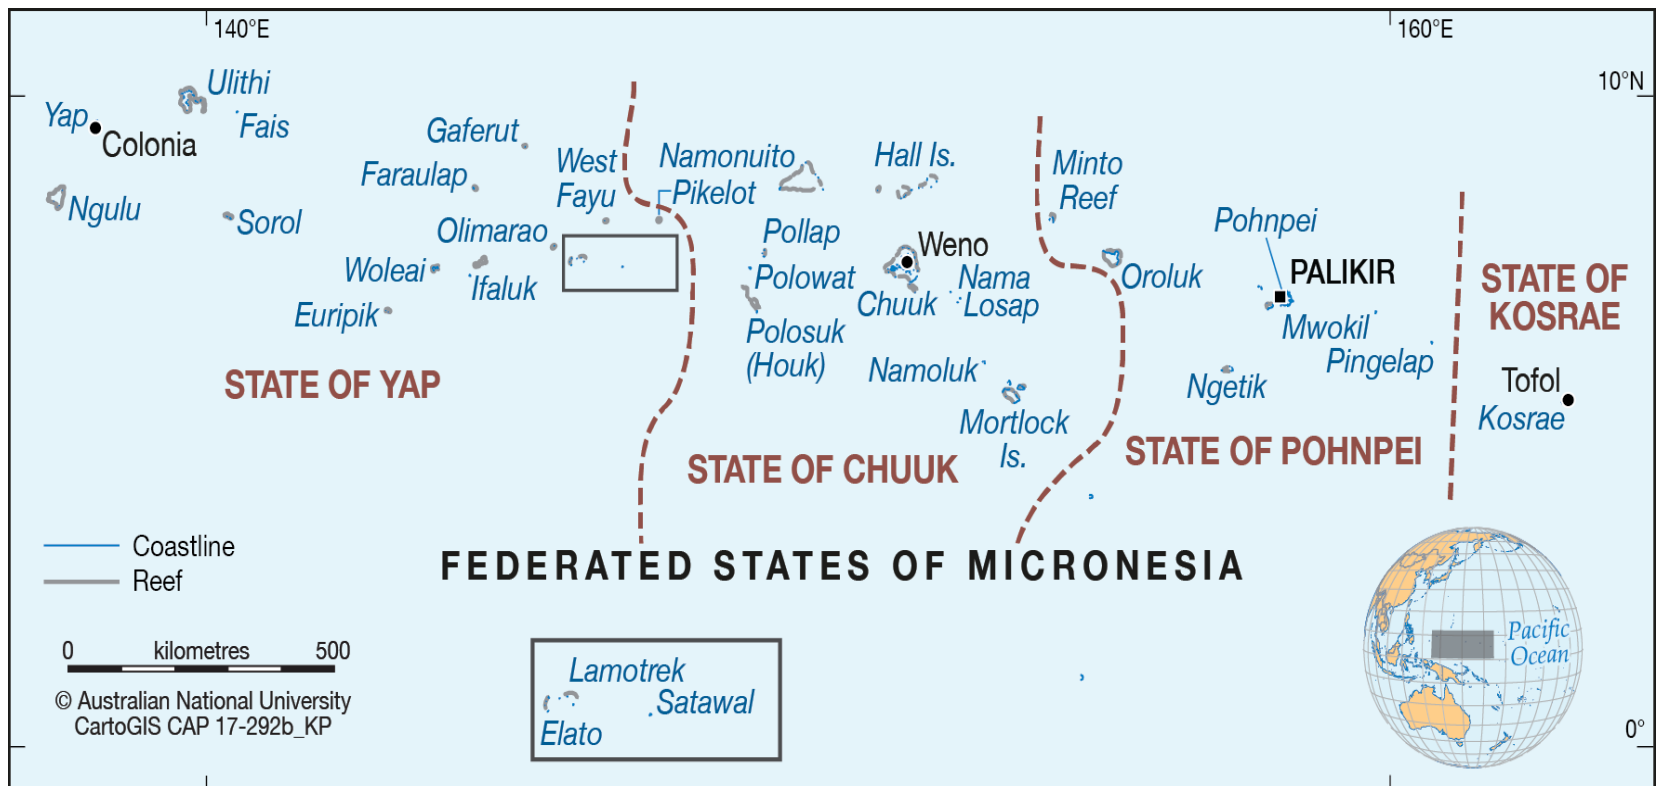 140°E
160°E
10°N
Ulithi
Yap
Fais
Colonia
Gaferut
West
Fayu
Namonuito
Hall Is.
Minto
Reef
Faraulap
Pikelot
Ngulu
Sorol
Olimarao
Pollap
Weno
Pohnpei
PALIKIR
STATE OF
KOSRAE
Woleai
Ifaluk
Polowat
Nama
Losap
Chuuk
Oroluk
Euripik
Polosuk
(Houk)
Mwokil
Pingelap
Namoluk
Ngetik
Tofol
Kosrae
STATE OF YAP
Mortlock
Is.
STATE OF CHUUK
STATE OF POHNPEI
FEDERATED STATES OF MICRONESIA
Coastline
Reef
0 kilometres 500
© Australian National University
CartoGIS CAP 17-292b_KP
Lamotrek
Satawal
Elato
Pacific
Ocean
0°